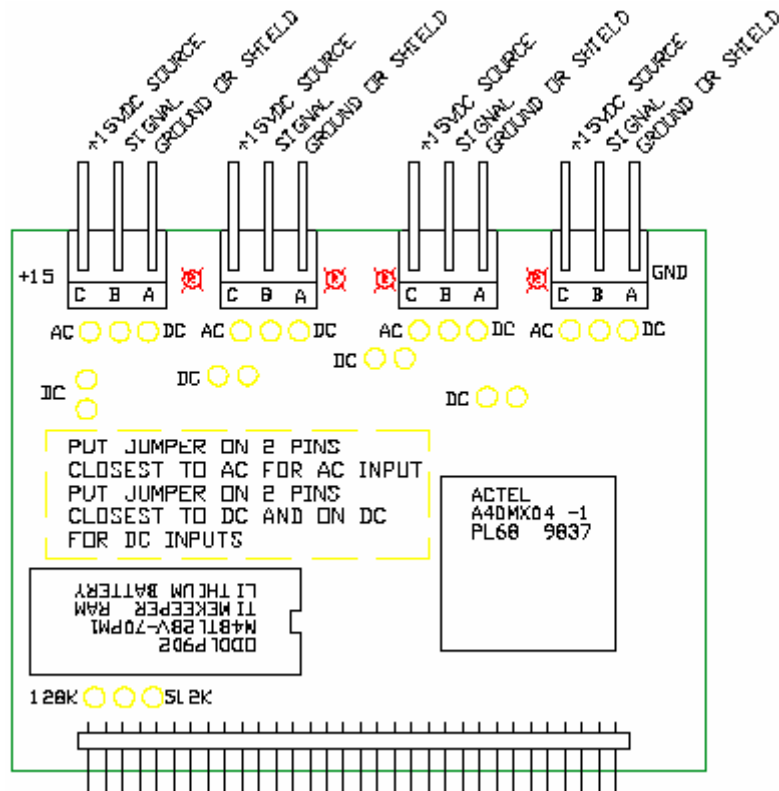 +15VDC SOURCE
SIGNAL
GROUND OR SHIELD
+15VDC SOURCE
SIGNAL
GROUND OR SHIELD
+15VDC SOURCE
SIGNAL
GROUND OR SHIELD
+15VDC SOURCE
SIGNAL
GROUND OR SHIELD
+15
C B A
C B A
C B A
C B A
GND
AC DC
AC DC
AC DC
AC DC
DC
DC
DC
DC
PUT JUMPER ON 2 PINS
CLOSEST TO AC FOR AC INPUT
PUT JUMPER ON 2 PINS
CLOSEST TO DC AND ON DC
FOR DC INPUTS
ACTEL
A40MX04 -1
PL68 9837
ODDLP902
M48TL28V-70PM1
TIMEKEEPER RAM
LITHIUM BATTERY
128K 512K